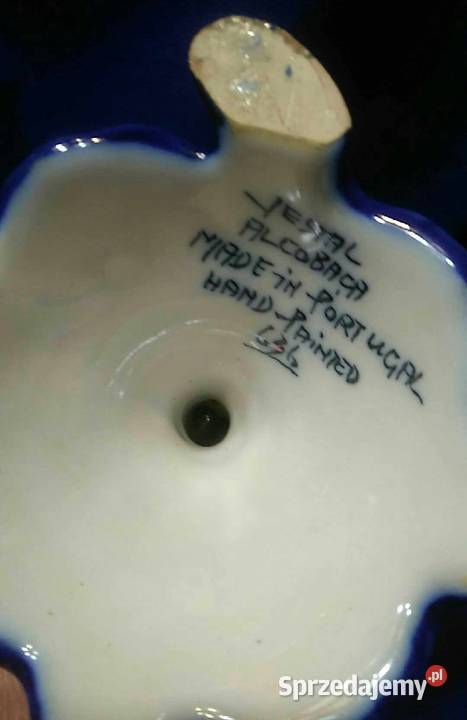 VESTAL
ALCOBAÇA
MADE iN PORTUGAL
HAND-PAiNTED
636
Sprzedajemy.pl